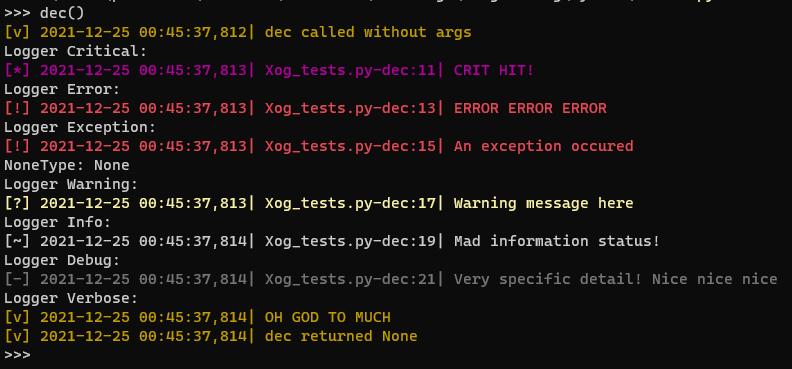 >>> dec()
[v] 2021-12-25 00:45:37,812| dec called without args
Logger Critical:
[*] 2021-12-25 00:45:37,813| Xog_tests.py-dec:11| CRIT HIT!
Logger Error:
[!] 2021-12-25 00:45:37,813| Xog_tests.py-dec:13| ERROR ERROR ERROR
Logger Exception:
[!] 2021-12-25 00:45:37,813| Xog_tests.py-dec:15| An exception occured
NoneType: None
Logger Warning:
[?] 2021-12-25 00:45:37,813| Xog_tests.py-dec:17| Warning message here
Logger Info:
[~] 2021-12-25 00:45:37,814| Xog_tests.py-dec:19| Mad information status!
Logger Debug:
[-] 2021-12-25 00:45:37,814| Xog_tests.py-dec:21| Very specific detail! Nice nice nice
Logger Verbose:
[v] 2021-12-25 00:45:37,814| OH GOD TO MUCH
[v] 2021-12-25 00:45:37,814| dec returned None
>>>